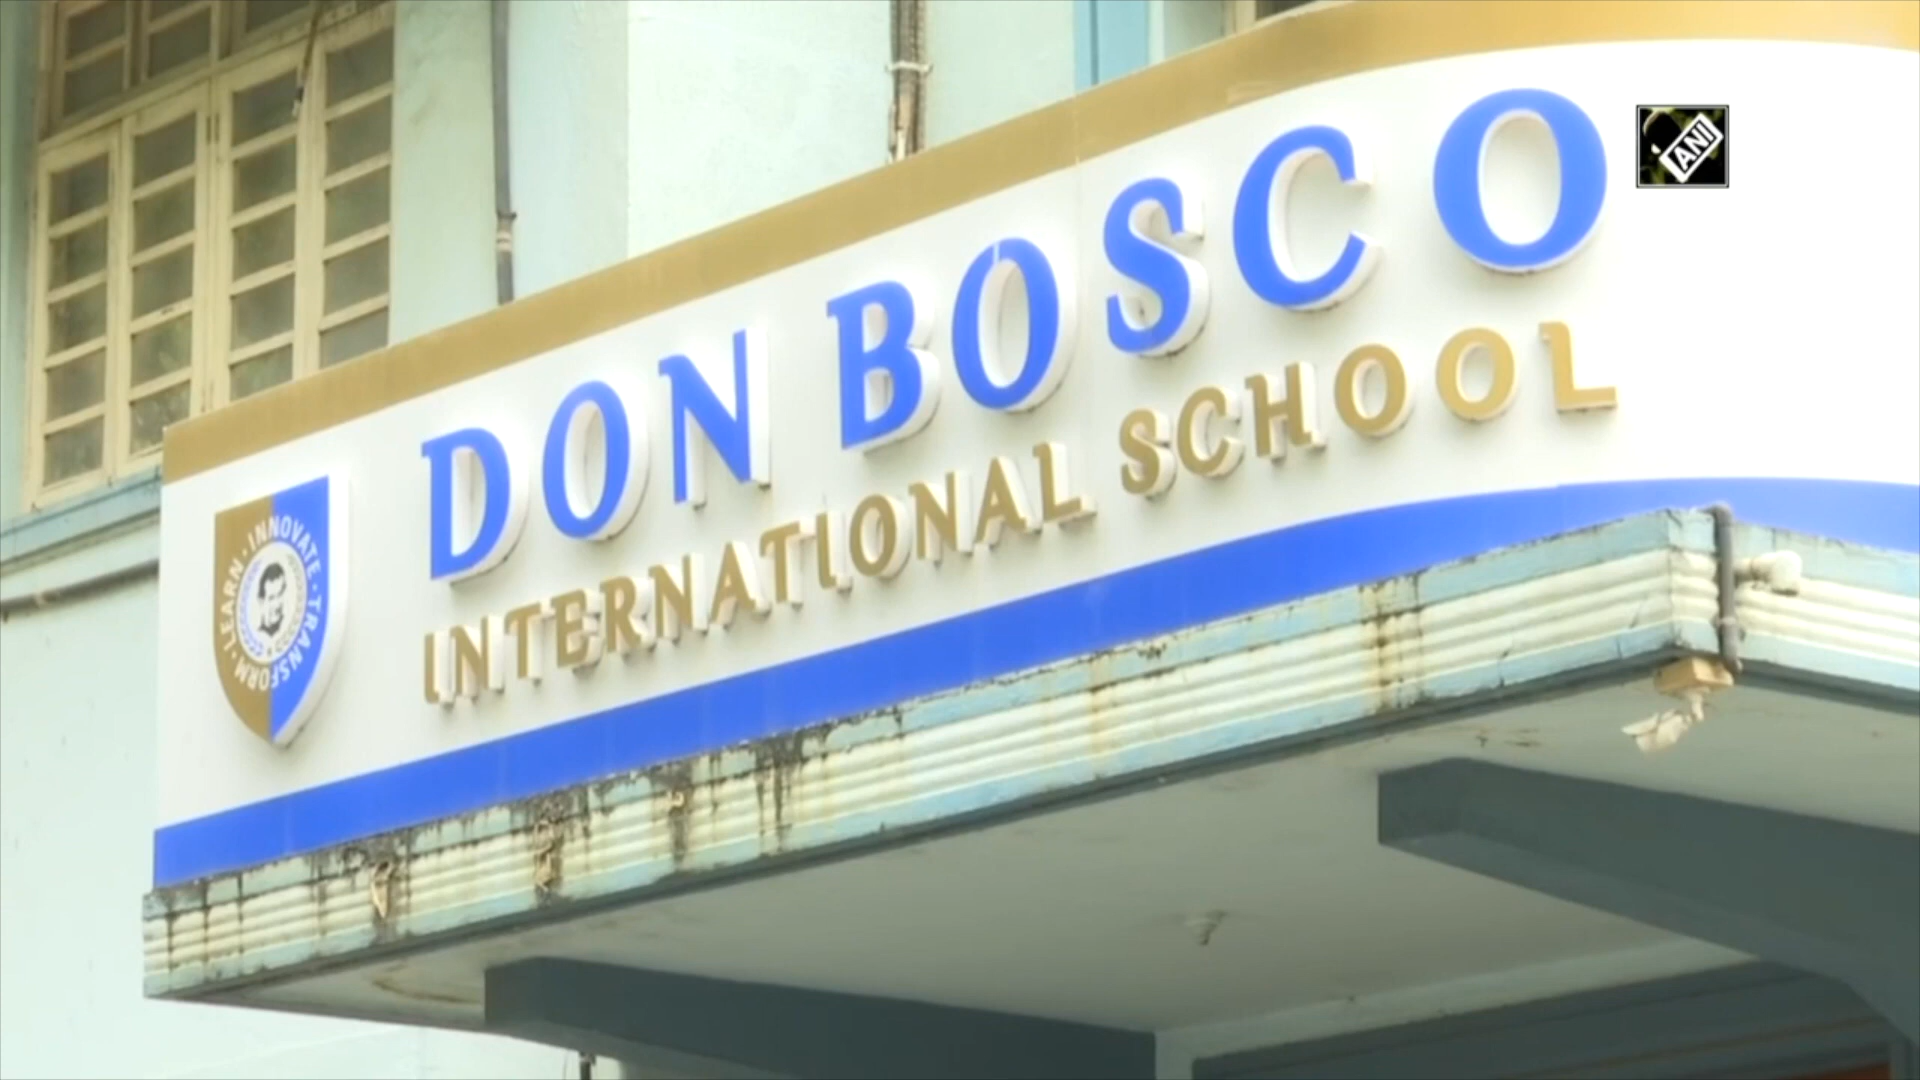 ANI
DON BOSCO
INTERNATIONAL SCHOOL
LEARN · INNOVATE · TRANSFORM ·